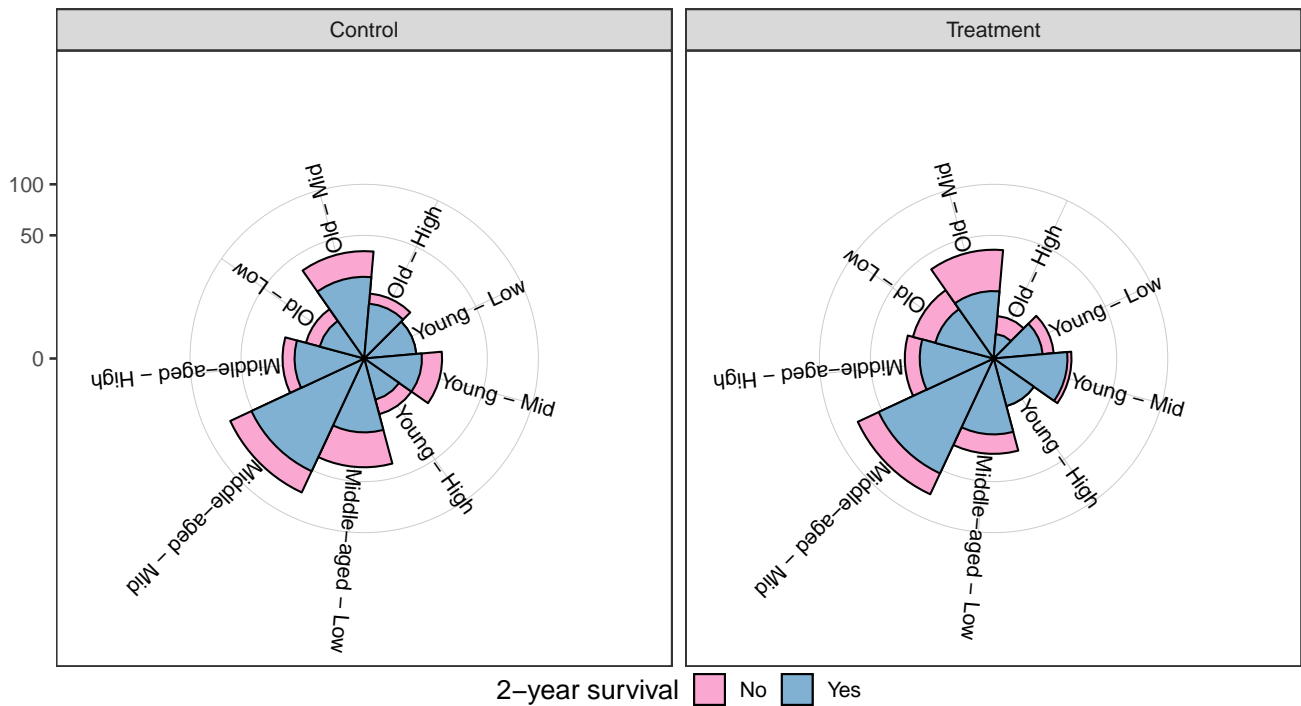 Control
Treatment
100
50
0
Old – Mid
Old – High
Old – Low
Young – Low
Middle–aged – High
Young – Mid
Young – High
Middle–aged – Mid
Middle–aged – Low
Old – Mid
Old – High
Old – Low
Young – Low
Middle–aged – High
Young – Mid
Young – High
Middle–aged – Mid
Middle–aged – Low
2–year survival No Yes